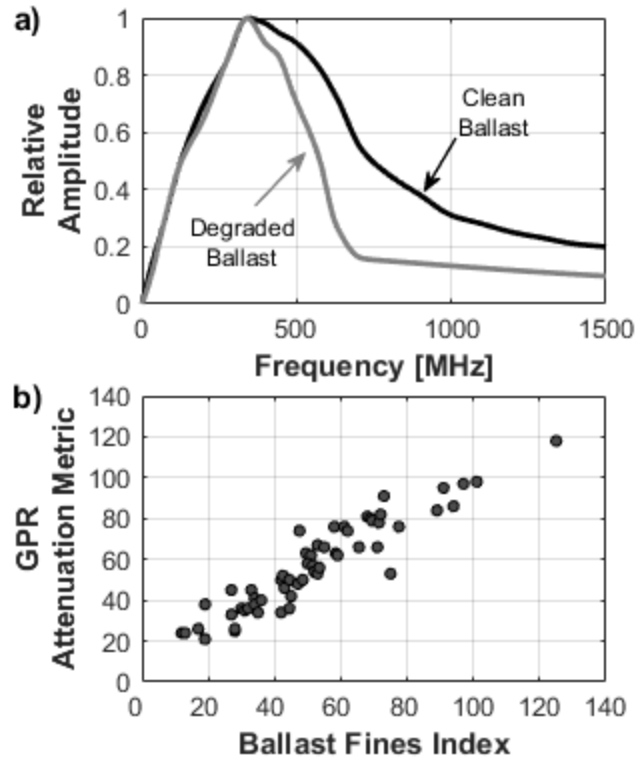 a)
1
0.8
0.6
0.4
0.2
0
Relative
Amplitude
Clean
Ballast
Degraded
Ballast
0 500 1000 1500
Frequency [MHz]
b)
140
120
100
80
60
40
20
0
GPR
Attenuation Metric
0 20 40 60 80 100 120 140
Ballast Fines Index